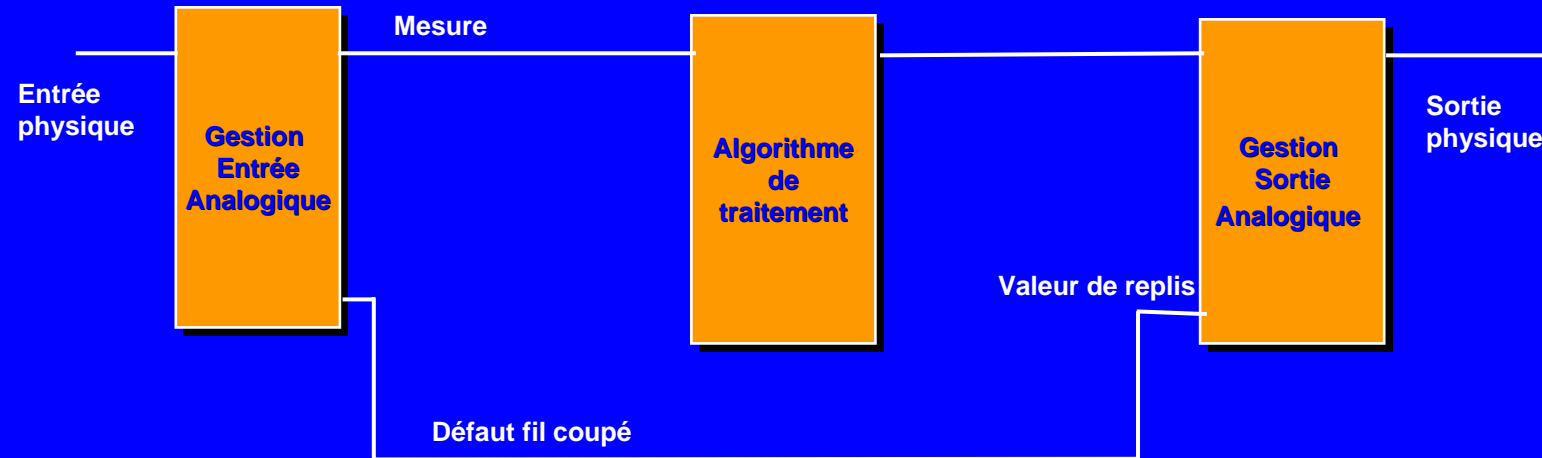 Mesure
Entrée
physique
Gestion
Entrée
Analogique
Algorithme
de
traitement
Gestion
Sortie
Analogique
Sortie
physique
Valeur de replis
Défaut fil coupé